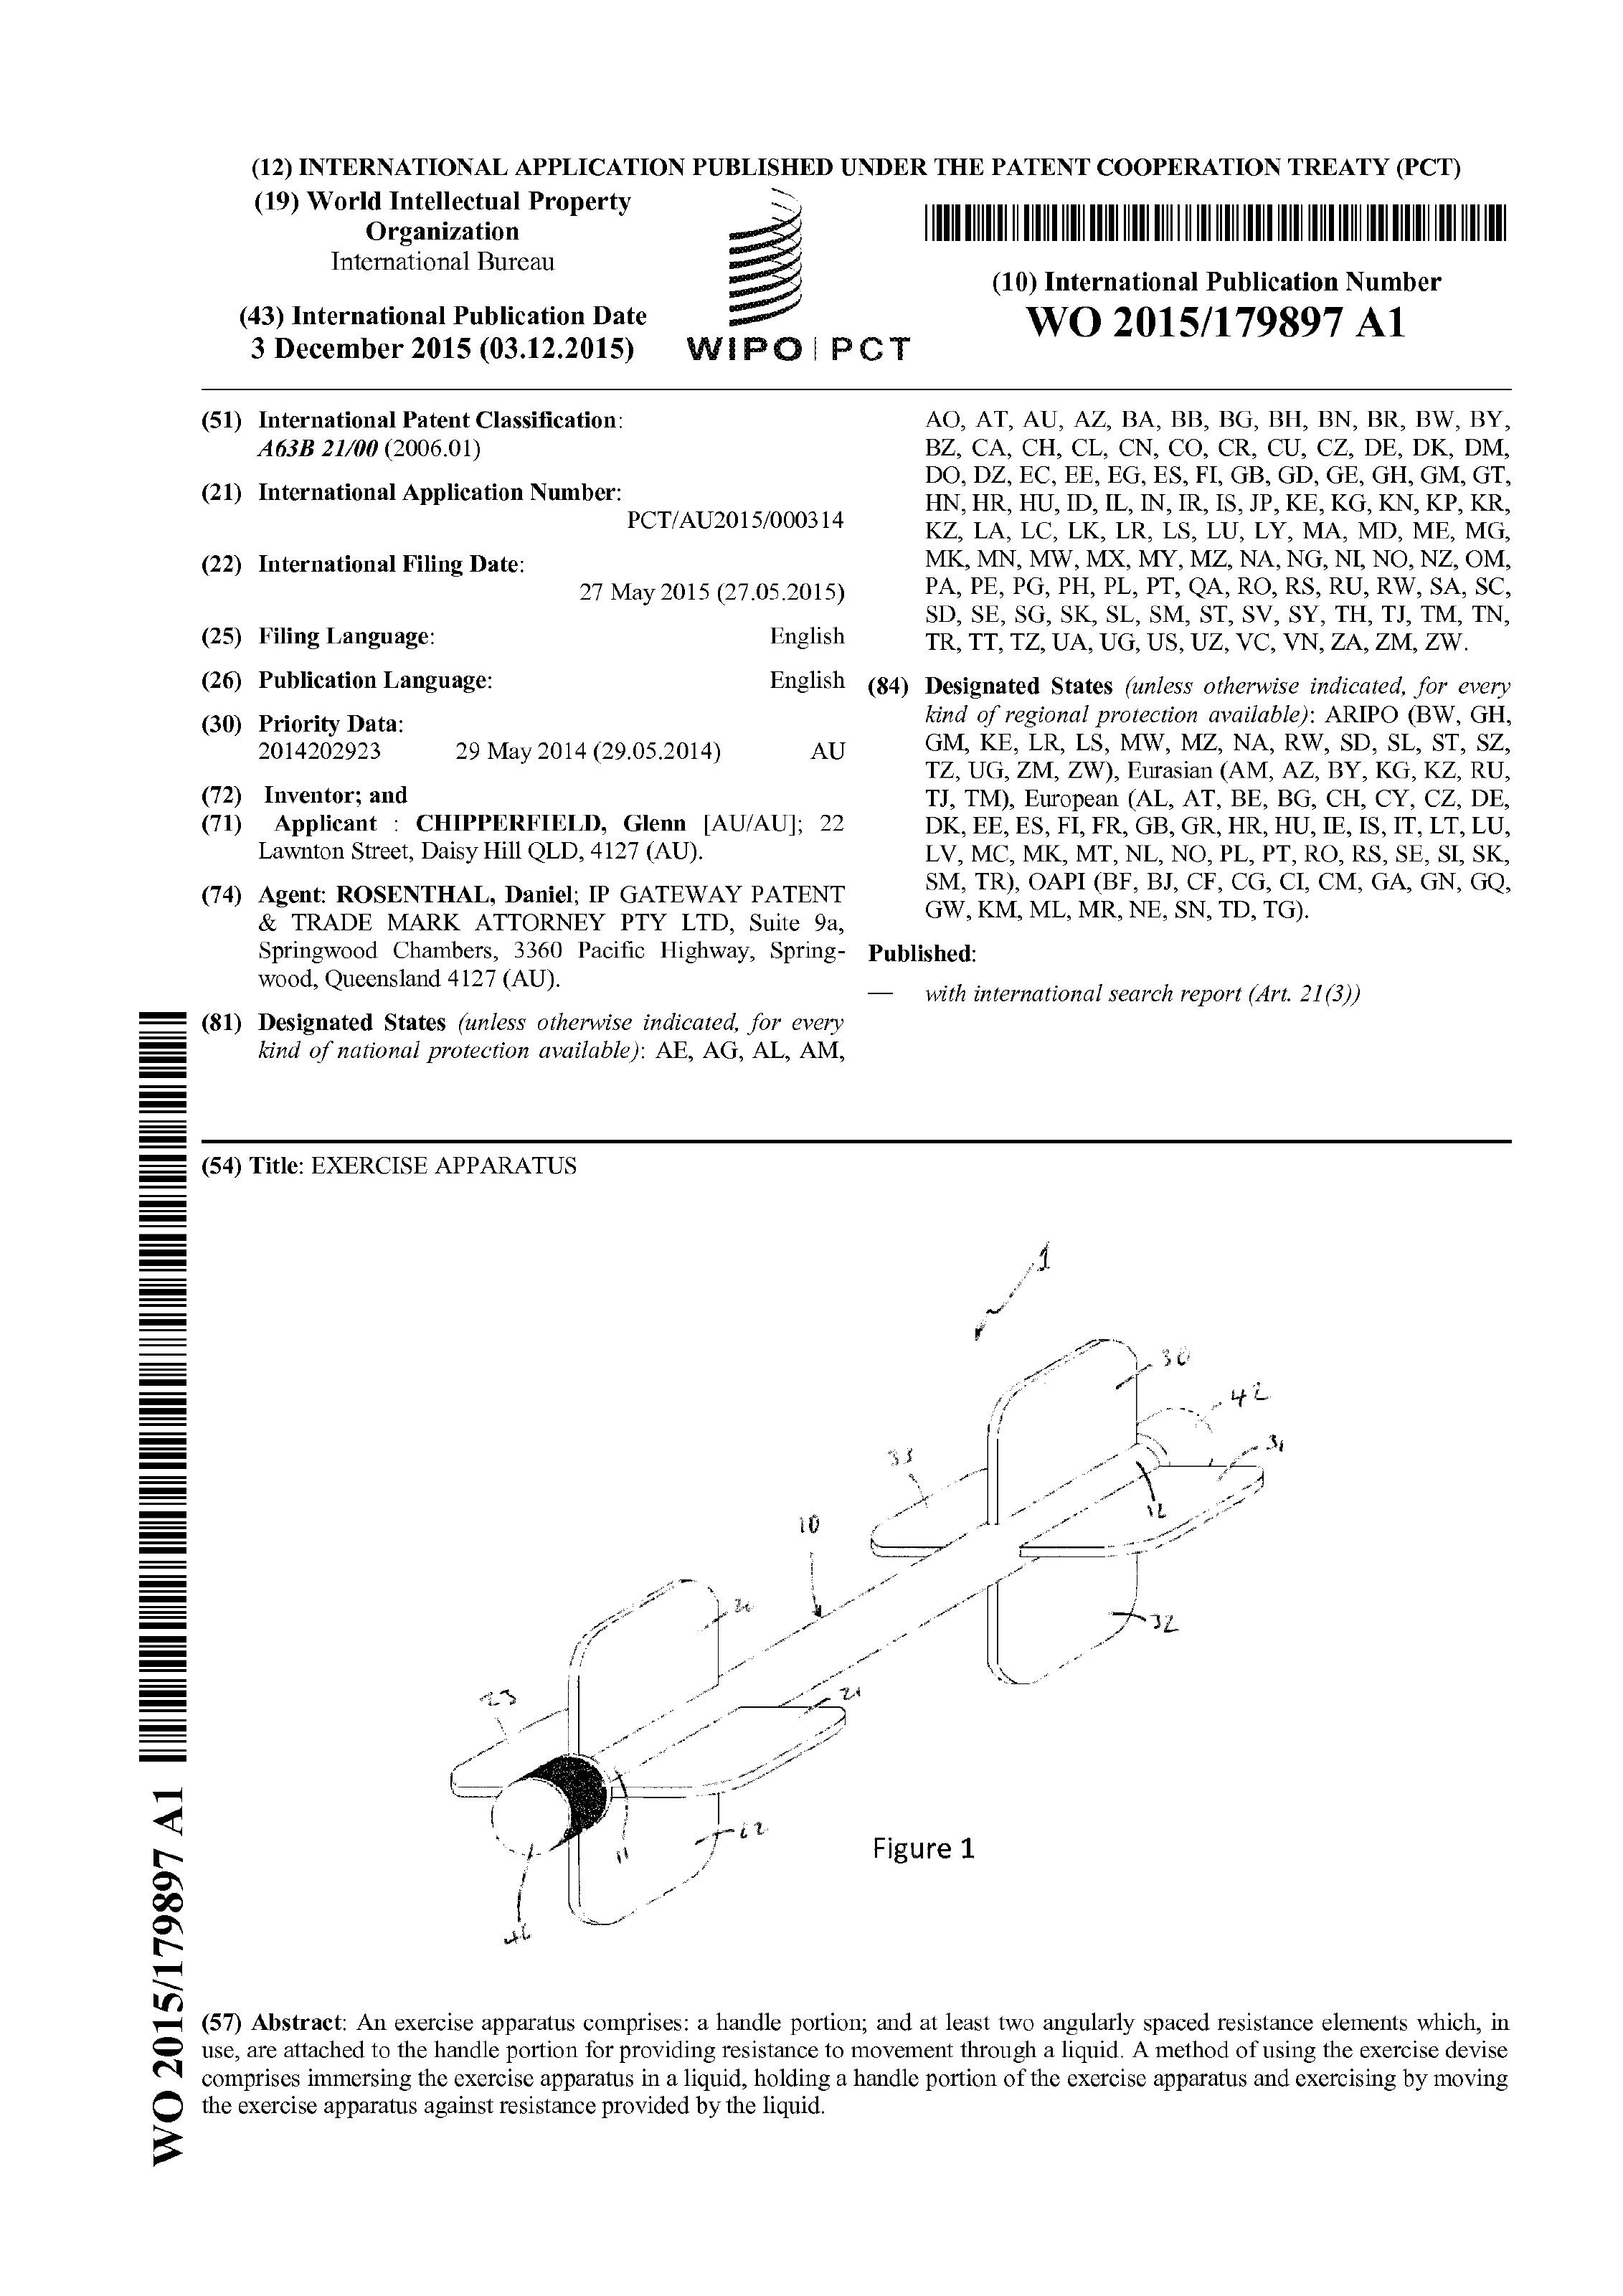 (12) INTERNATIONAL APPLICATION PUBLISHED UNDER THE PATENT COOPERATION TREATY (PCT)
(19) World Intellectual Property
Organization
International Bureau
(43) International Publication Date
3 December 2015 (03.12.2015)
WIPO | PCT
(10) International Publication Number
WO 2015/179897 A1
(51) International Patent Classification:
A63B 21/00 (2006.01)
(21) International Application Number:
PCT/AU2015/000314
(22) International Filing Date:
27 May 2015 (27.05.2015)
(25) Filing Language: English
(26) Publication Language: English
(30) Priority Data:
2014202923 29 May 2014 (29.05.2014) AU
(72) Inventor; and
(71) Applicant : CHIPPERFIELD, Glenn [AU/AU]; 22
Lawnton Street, Daisy Hill QLD, 4127 (AU).
(74) Agent: ROSENTHAL, Daniel; IP GATEWAY PATENT
& TRADE MARK ATTORNEY PTY LTD, Suite 9a,
Springwood Chambers, 3360 Pacific Highway, Spring-
wood, Queensland 4127 (AU).
(81) Designated States (unless otherwise indicated, for every
kind of national protection available): AE, AG, AL, AM,
AO, AT, AU, AZ, BA, BB, BG, BH, BN, BR, BW, BY,
BZ, CA, CH, CL, CN, CO, CR, CU, CZ, DE, DK, DM,
DO, DZ, EC, EE, EG, ES, FI, GB, GD, GE, GH, GM, GT,
HN, HR, HU, ID, IL, IN, IR, IS, JP, KE, KG, KN, KP, KR,
KZ, LA, LC, LK, LR, LS, LU, LY, MA, MD, ME, MG,
MK, MN, MW, MX, MY, MZ, NA, NG, NI, NO, NZ, OM,
PA, PE, PG, PH, PL, PT, QA, RO, RS, RU, RW, SA, SC,
SD, SE, SG, SK, SL, SM, ST, SV, SY, TH, TJ, TM, TN,
TR, TT, TZ, UA, UG, US, UZ, VC, VN, ZA, ZM, ZW.
(84) Designated States (unless otherwise indicated, for every
kind of regional protection available): ARIPO (BW, GH,
GM, KE, LR, LS, MW, MZ, NA, RW, SD, SL, ST, SZ,
TZ, UG, ZM, ZW), Eurasian (AM, AZ, BY, KG, KZ, RU,
TJ, TM), European (AL, AT, BE, BG, CH, CY, CZ, DE,
DK, EE, ES, FI, FR, GB, GR, HR, HU, IE, IS, IT, LT, LU,
LV, MC, MK, MT, NL, NO, PL, PT, RO, RS, SE, SI, SK,
SM, TR), OAPI (BF, BJ, CF, CG, CI, CM, GA, GN, GQ,
GW, KM, ML, MR, NE, SN, TD, TG).
Published:
— with international search report (Art. 21(3))
(54) Title: EXERCISE APPARATUS
1
30
42
31
33
12
10
32
23
21
11
Figure 1
(57) Abstract: An exercise apparatus comprises: a handle portion; and at least two angularly spaced resistance elements which, in
use, are attached to the handle portion for providing resistance to movement through a liquid. A method of using the exercise devise
comprises immersing the exercise apparatus in a liquid, holding a handle portion of the exercise apparatus and exercising by moving
the exercise apparatus against resistance provided by the liquid.
WO 2015/179897 A1